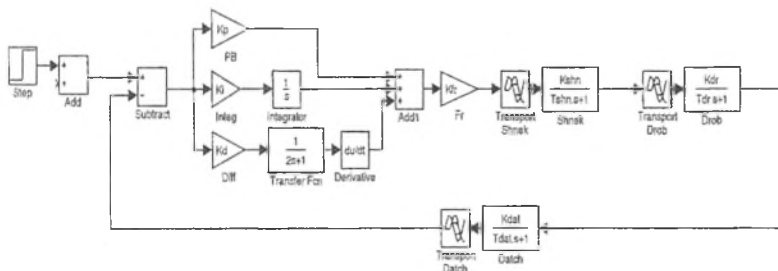 Step
Add
Subtract
Kp
PB
Ki
Integ
1
s
Integrator
Kd
Diff
1
2s+1
Transfer Fcn
du/dt
Derivative
Add1
Fr
Transport
Shnek
Kshn
Tshn.s+1
Shnek
Transport
Drob
Kdr
Tdr.s+1
Drob
Transport
Datch
Kdat
Tdat.s+1
Datch